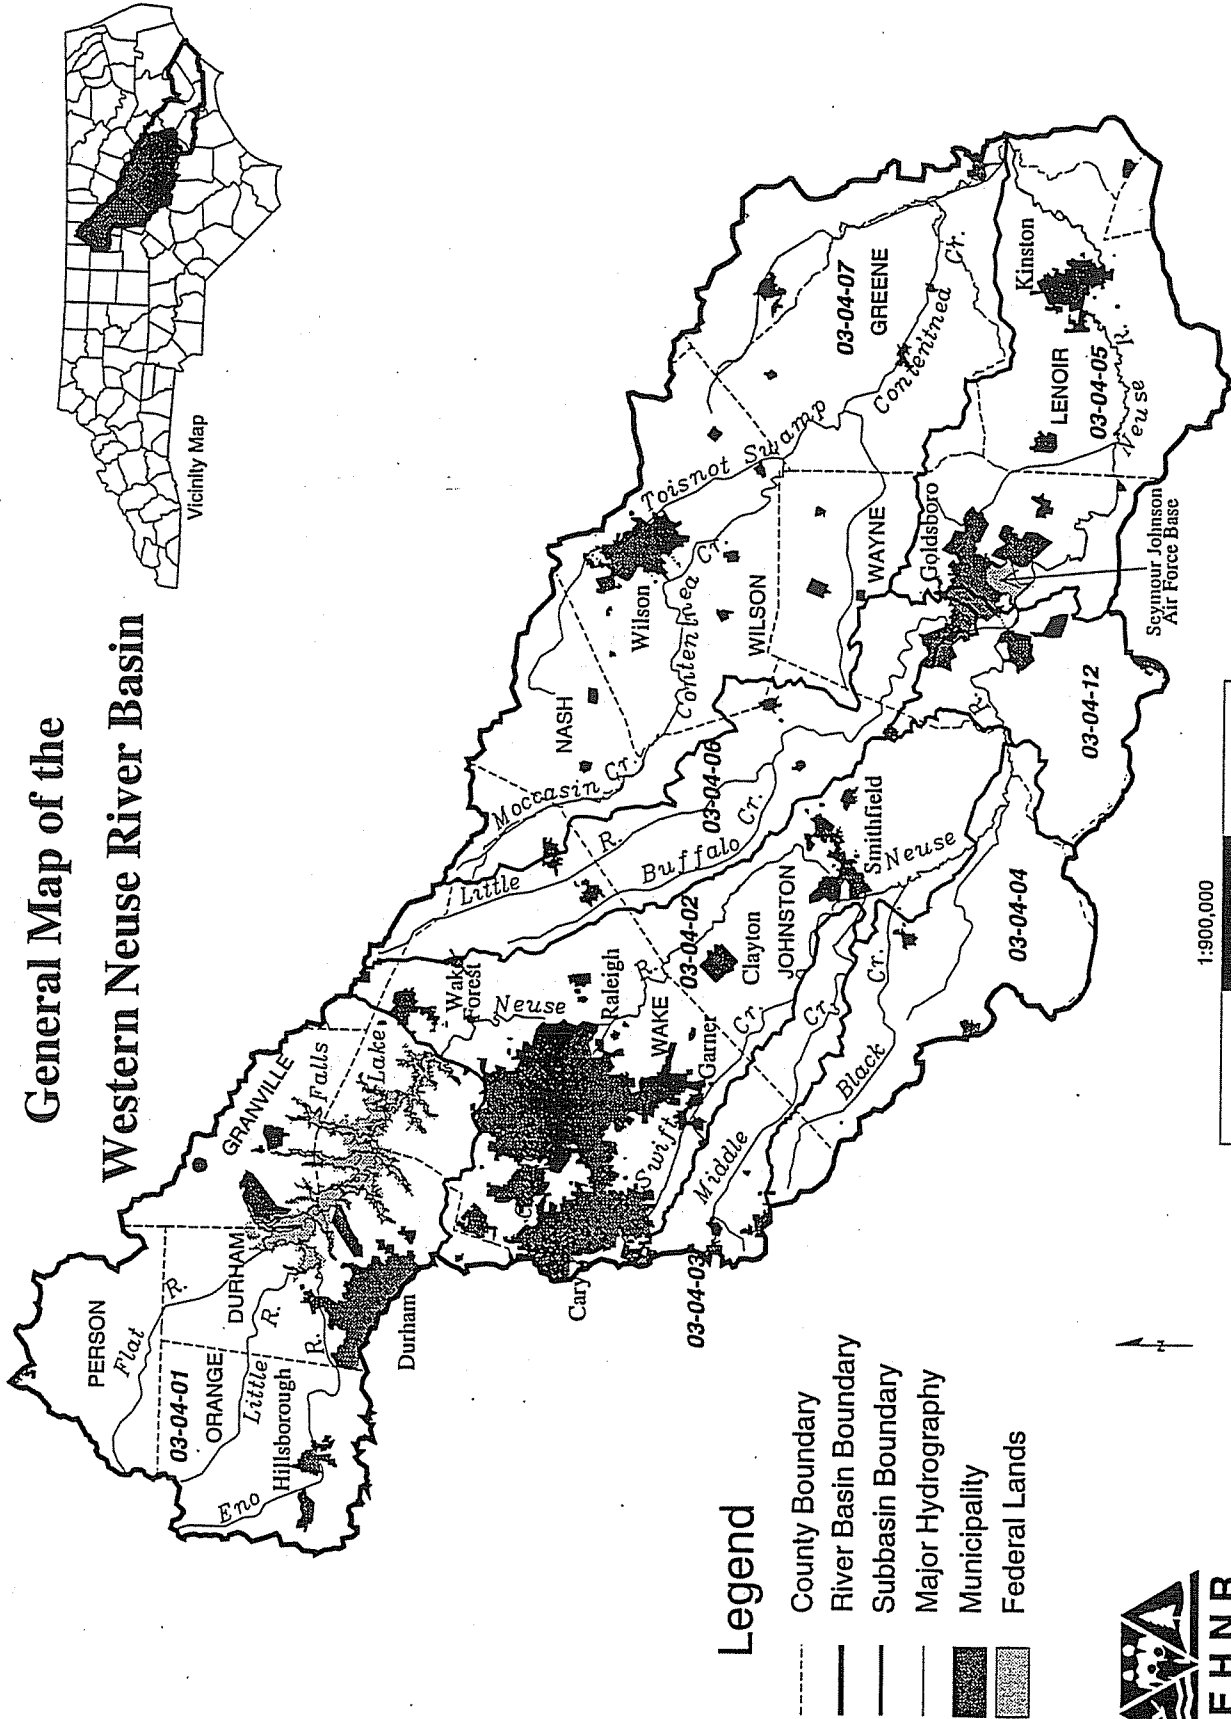 General Map of the
Western Neuse River Basin
Vicinity Map
PERSON
Flat
R.
GRANVILLE
03-04-01
ORANGE
DURHAM
Little
R.
Falls
Lake
Eno
Hillsborough
R.
Durham
Wake
Forest
Neuse
Raleigh
R.
WAKE
Garner
Cary
Swift
Cr.
Middle
Cr.
Black
Cr.
03-04-03
03-04-02
Clayton
JOHNSTON
Smithfield
Neuse
R.
03-04-04
03-04-12
Little
R.
Buffalo
Cr.
03-04-06
Moccasin
Cr.
NASH
Wilson
Contentnea
Cr.
WILSON
Toisnot Swamp
WAYNE
Goldsboro
Seymour Johnson
Air Force Base
03-04-07
GREENE
Contentned
Cr.
Kinston
LENOIR
03-04-05
Neuse
R.
Legend
County Boundary
River Basin Boundary
Subbasin Boundary
Major Hydrography
Municipality
Federal Lands
N
1:900,000
EHNR